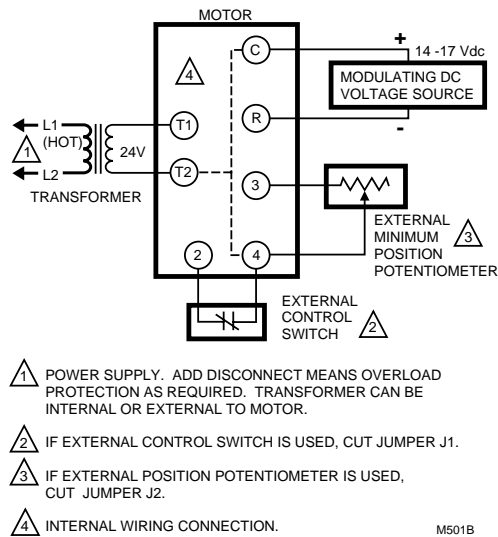 MOTOR
C
+
14 -17 Vdc
4
MODULATING DC
VOLTAGE SOURCE
R
-
L1
(HOT)
1
L2
24V
TRANSFORMER
T1
T2
3
EXTERNAL
MINIMUM
POSITION
POTENTIOMETER
3
2
4
EXTERNAL
CONTROL
SWITCH
2
1 POWER SUPPLY. ADD DISCONNECT MEANS OVERLOAD
PROTECTION AS REQUIRED. TRANSFORMER CAN BE
INTERNAL OR EXTERNAL TO MOTOR.
2 IF EXTERNAL CONTROL SWITCH IS USED, CUT JUMPER J1.
3 IF EXTERNAL POSITION POTENTIOMETER IS USED,
CUT JUMPER J2.
4 INTERNAL WIRING CONNECTION.
M501B